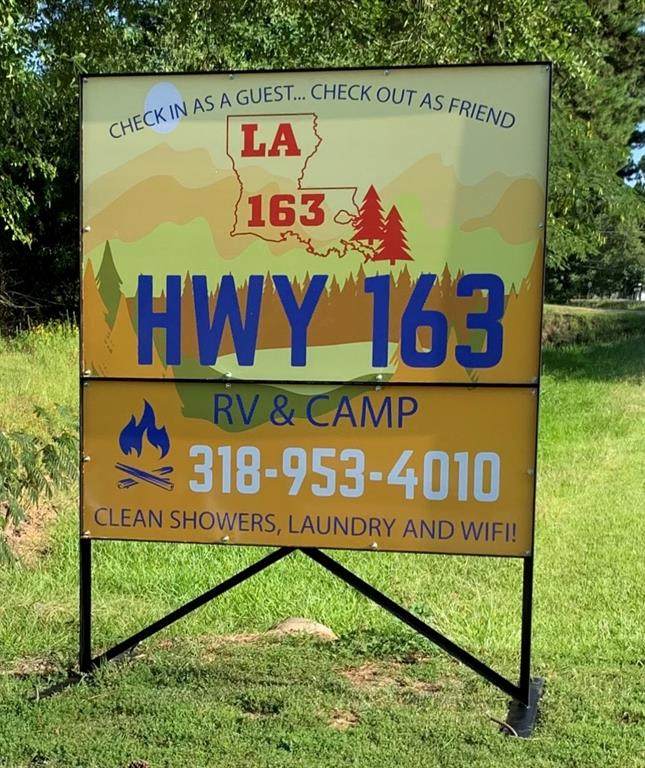 CHECK IN AS A GUEST... CHECK OUT AS FRIEND
LA
163
HWY 163
RV & CAMP
318-953-4010
CLEAN SHOWERS, LAUNDRY AND WIFI!